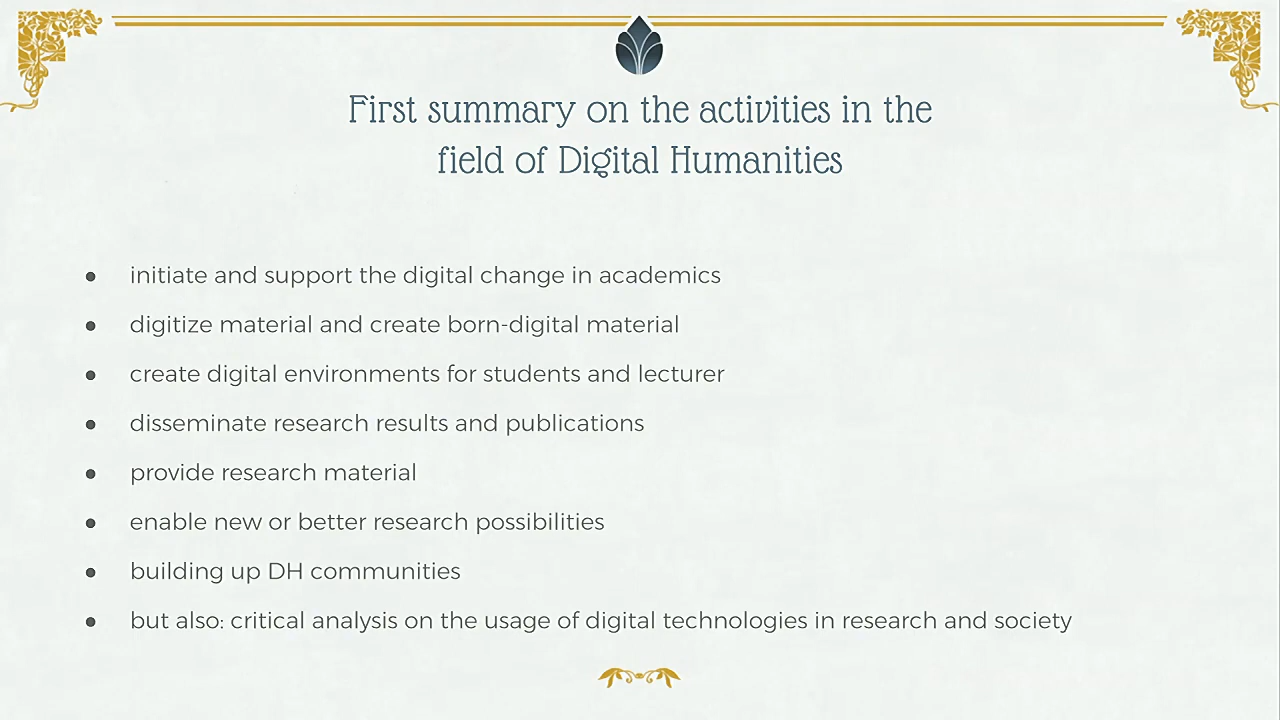 First summary on the activities in the
field of Digital Humanities
● initiate and support the digital change in academics
● digitize material and create born-digital material
● create digital environments for students and lecturer
● disseminate research results and publications
● provide research material
● enable new or better research possibilities
● building up DH communities
● but also: critical analysis on the usage of digital technologies in research and society